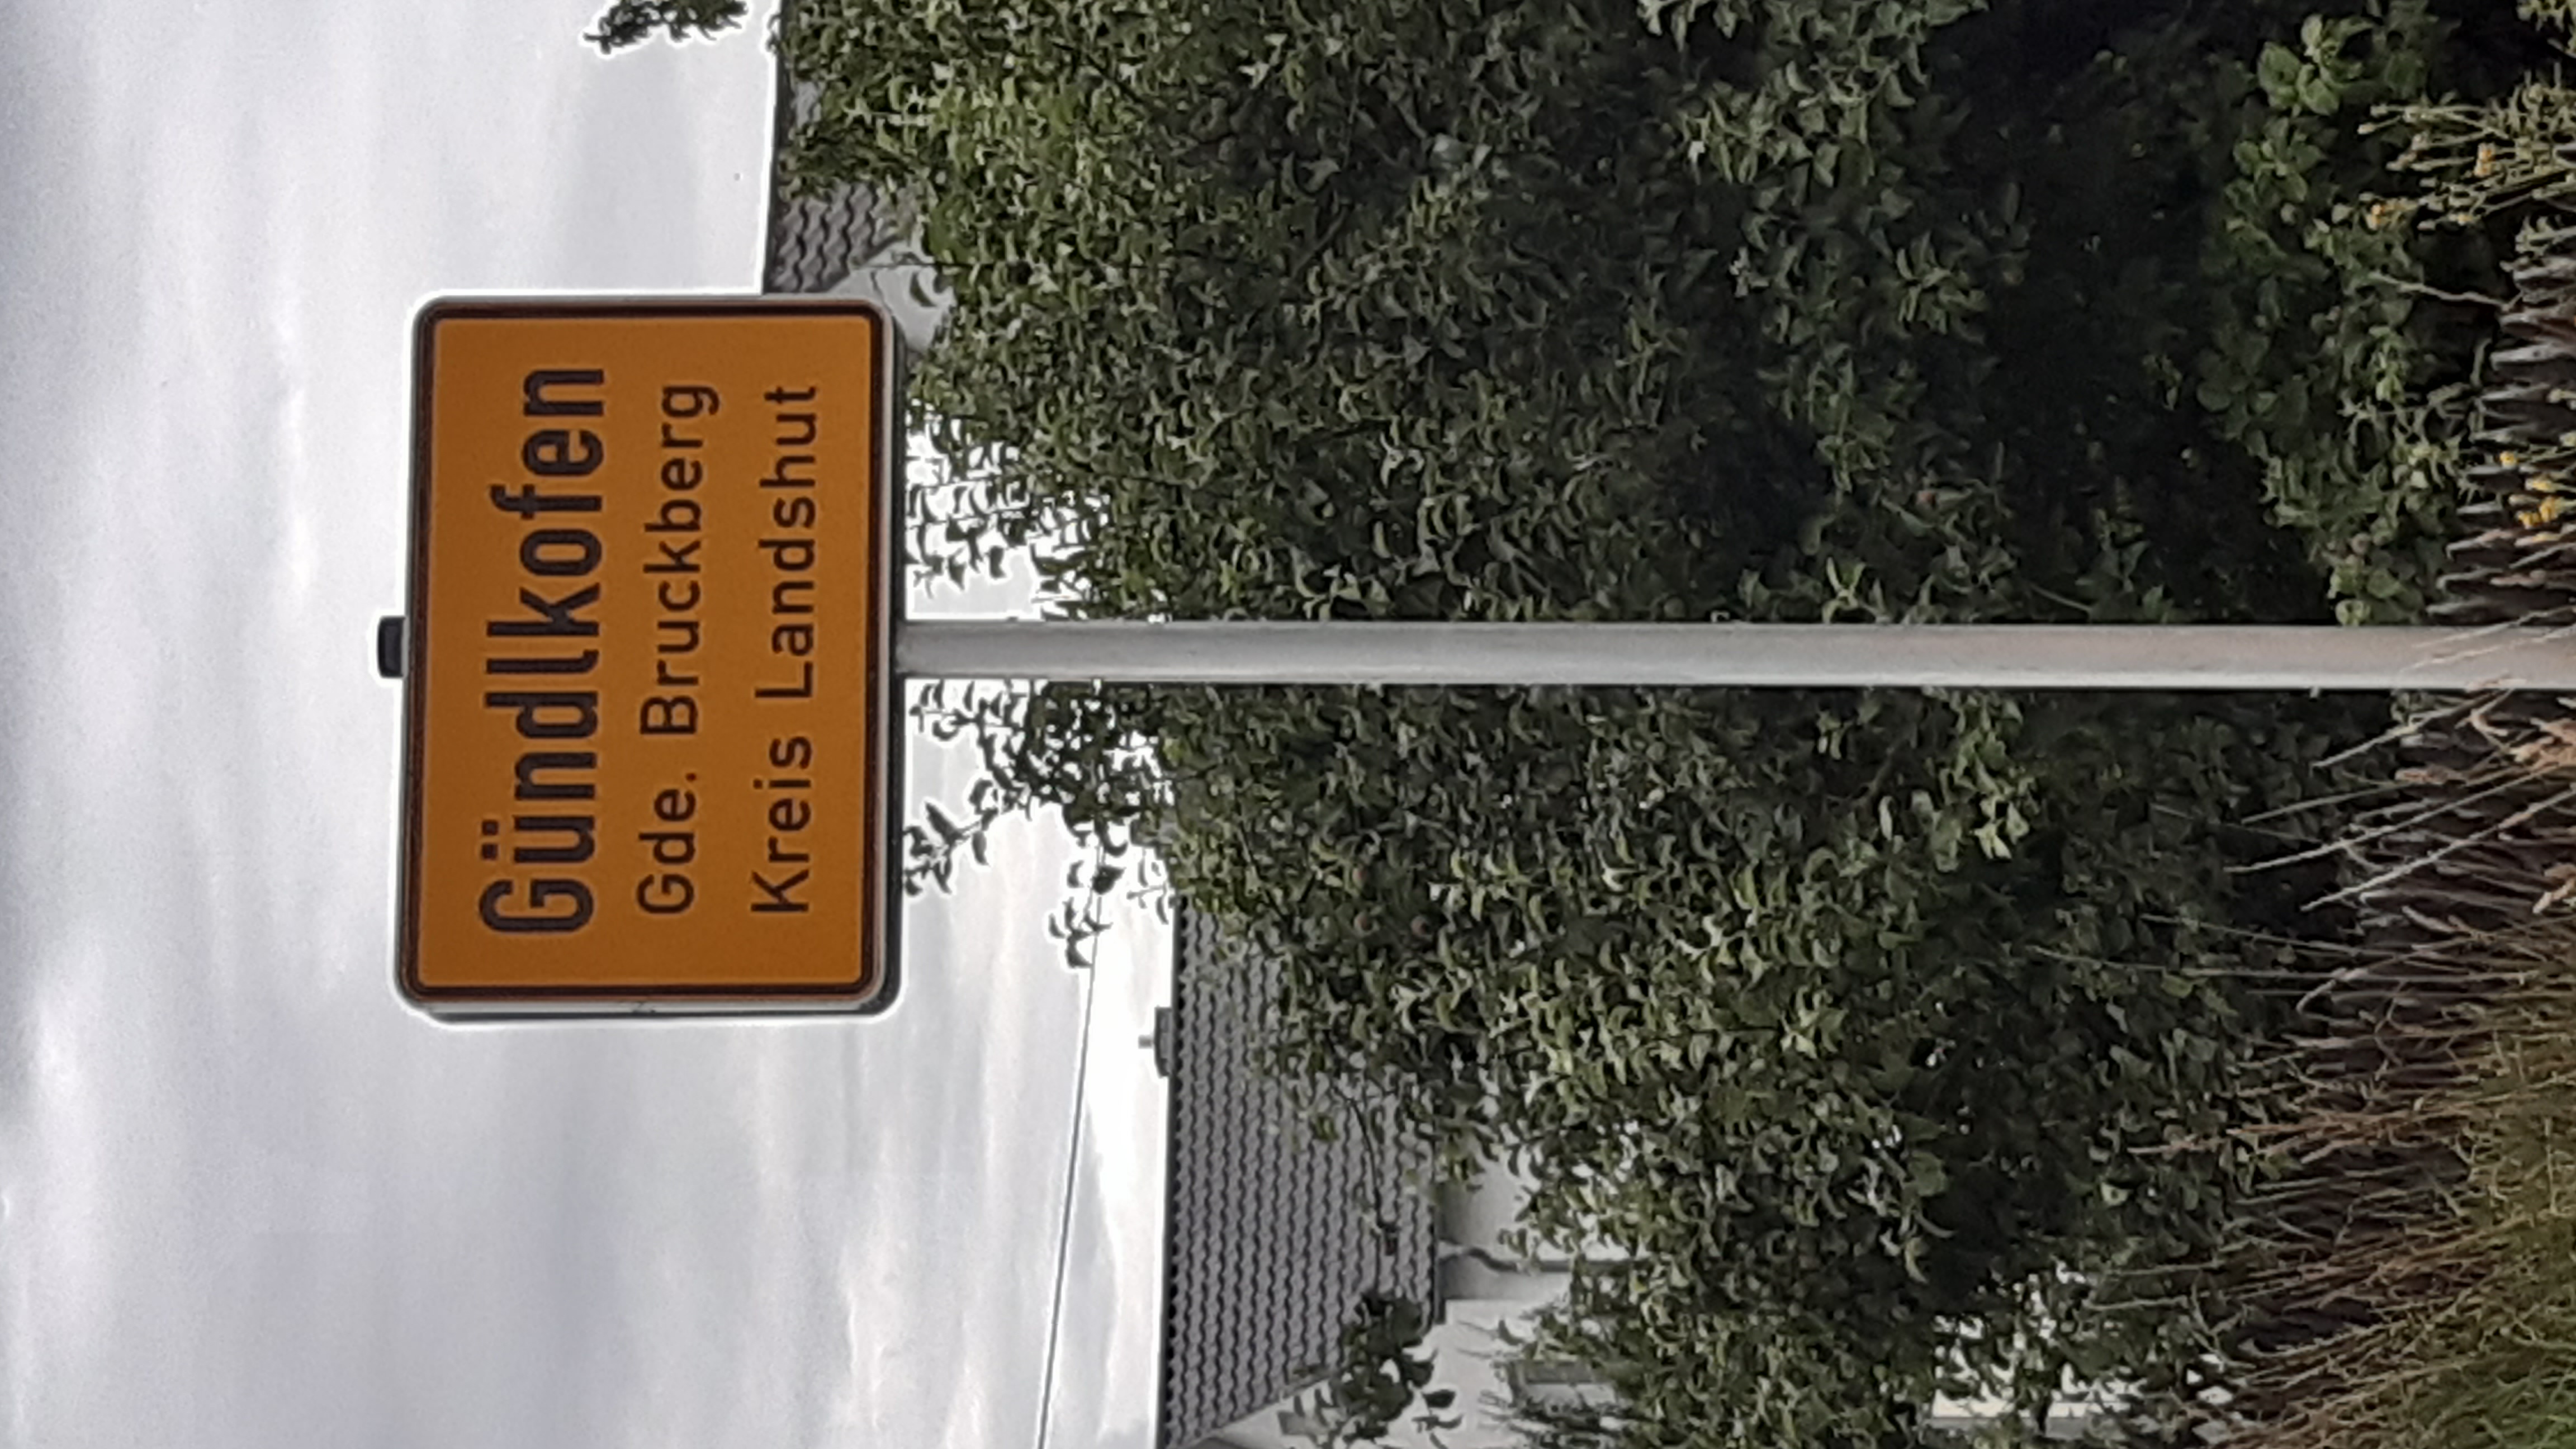 Gündlkofen
Gde. Bruckberg
Kreis Landshut